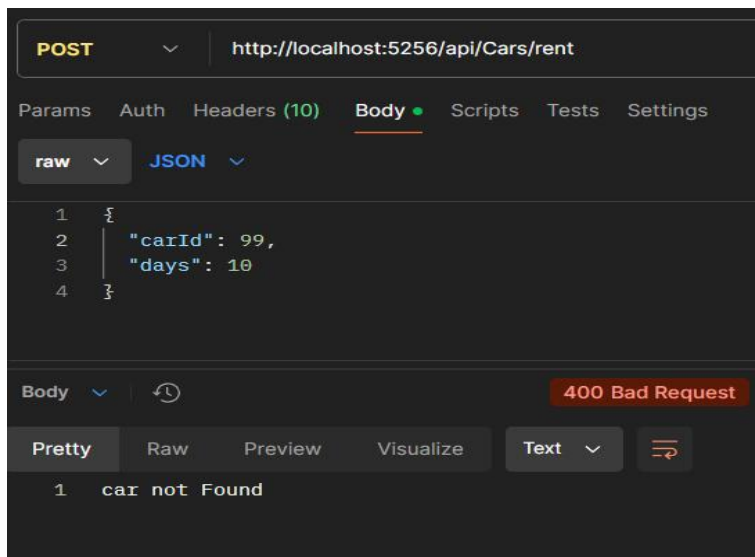 POST http://localhost:5256/api/Cars/rent
Params Auth Headers (10) Body Scripts Tests Settings
raw JSON
1 {
2 "carId": 99,
3 "days": 10
4 }
Body 400 Bad Request
Pretty Raw Preview Visualize Text
1 car not Found